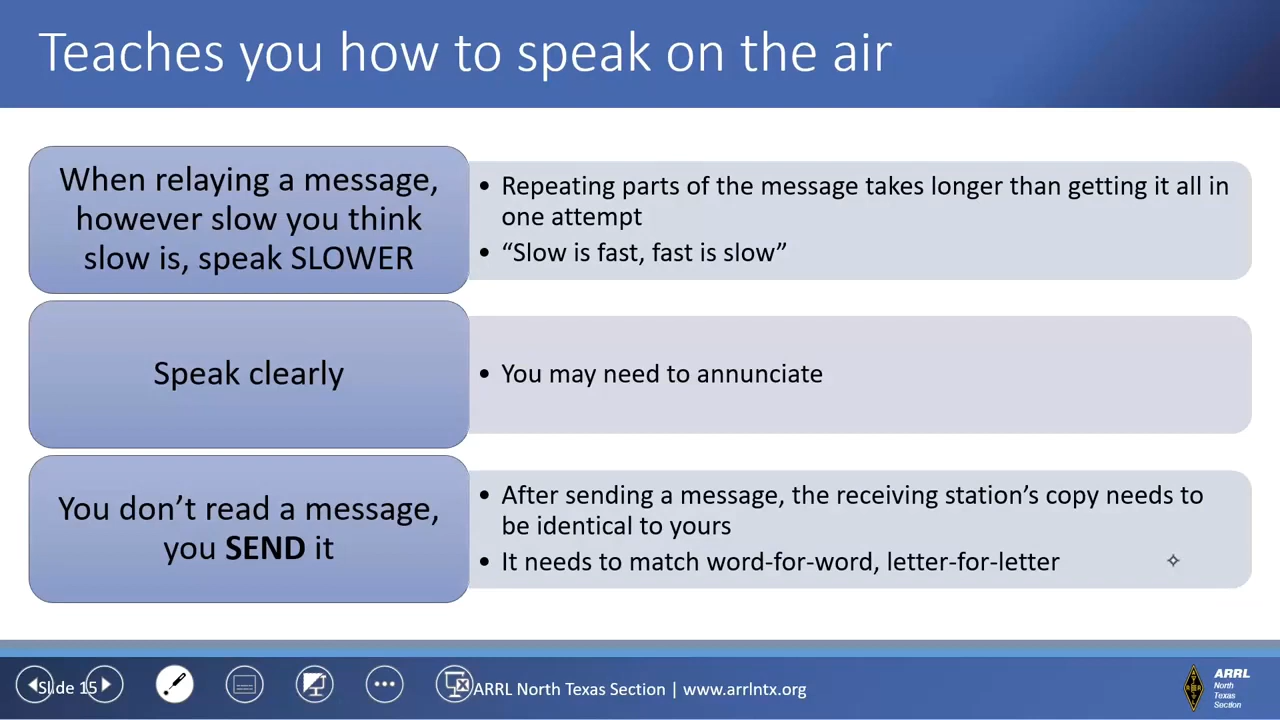 Teaches you how to speak on the air
When relaying a message,
however slow you think
slow is, speak SLOWER
• Repeating parts of the message takes longer than getting it all in
one attempt
• “Slow is fast, fast is slow”
Speak clearly
• You may need to annunciate
You don’t read a message,
you SEND it
• After sending a message, the receiving station’s copy needs to
be identical to yours
• It needs to match word-for-word, letter-for-letter
Slide 15
ARRL North Texas Section | www.arrlntx.org
ARRL
North
Texas
Section